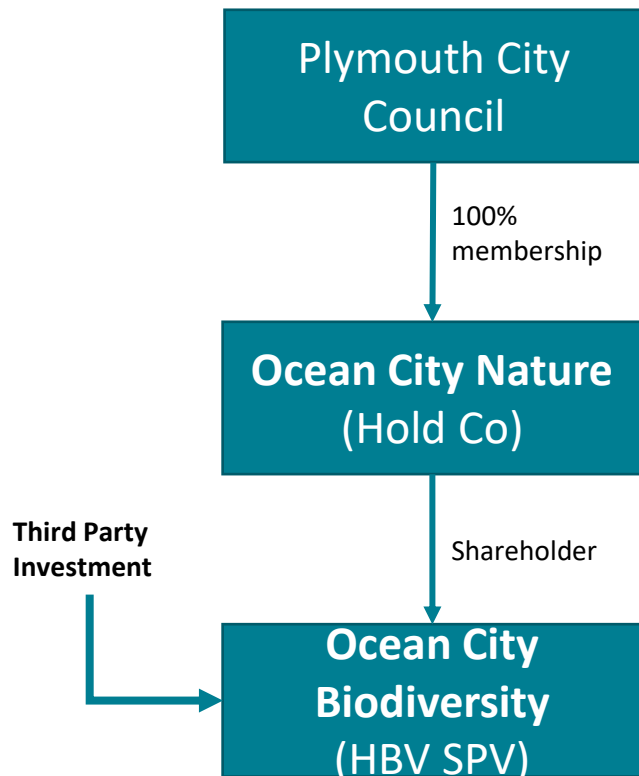 Plymouth City
Council
100%
membership
Ocean City Nature
(Hold Co)
Third Party
Investment
Shareholder
Ocean City
Biodiversity
(HBV SPV)